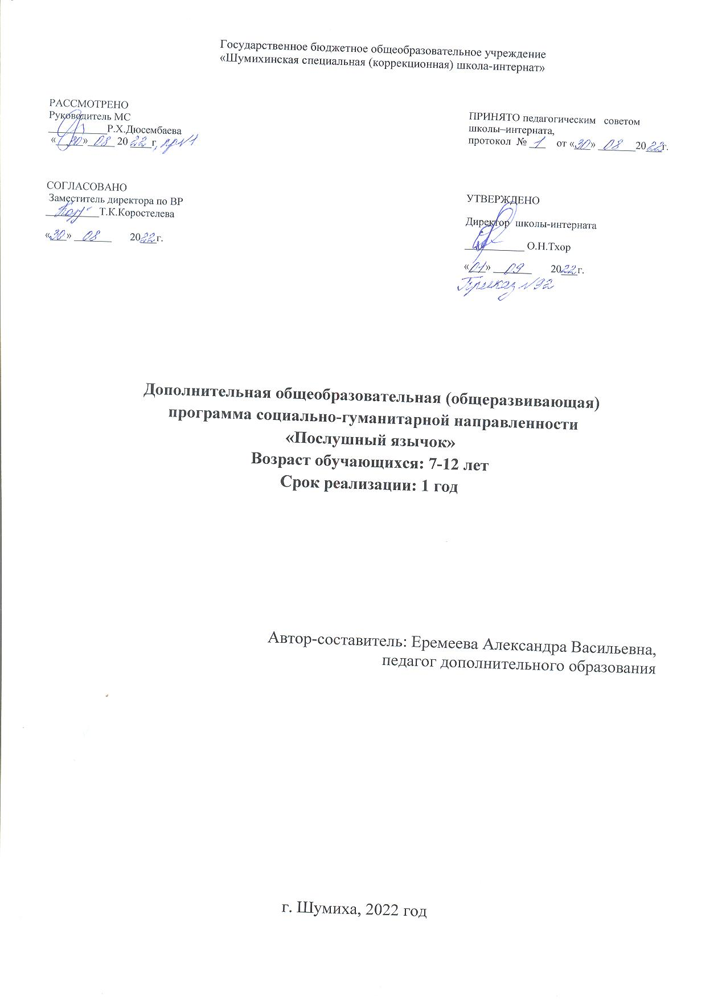 Государственное бюджетное общеобразовательное учреждение
«Шумихинская специальная (коррекционная) школа-интернат»
РАССМОТРЕНО
Руководитель МС
___________Р.Х.Дюсембаева
«30» 08 2022 г, пр №1
ПРИНЯТО педагогическим советом
школы–интерната,
протокол № 1 от «30» 08 2022г.
СОГЛАСОВАНО
Заместитель директора по ВР
__________Т.К.Коростелева
«30» 08 2022г.
УТВЕРЖДЕНО
Директор школы-интерната
___________ О.Н.Тхор
«01» 09 2022г.
Приказ №92
Дополнительная общеобразовательная (общеразвивающая)
программа социально-гуманитарной направленности
«Послушный язычок»
Возраст обучающихся: 7-12 лет
Срок реализации: 1 год
Автор-составитель: Еремеева Александра Васильевна,
педагог дополнительного образования
г. Шумиха, 2022 год